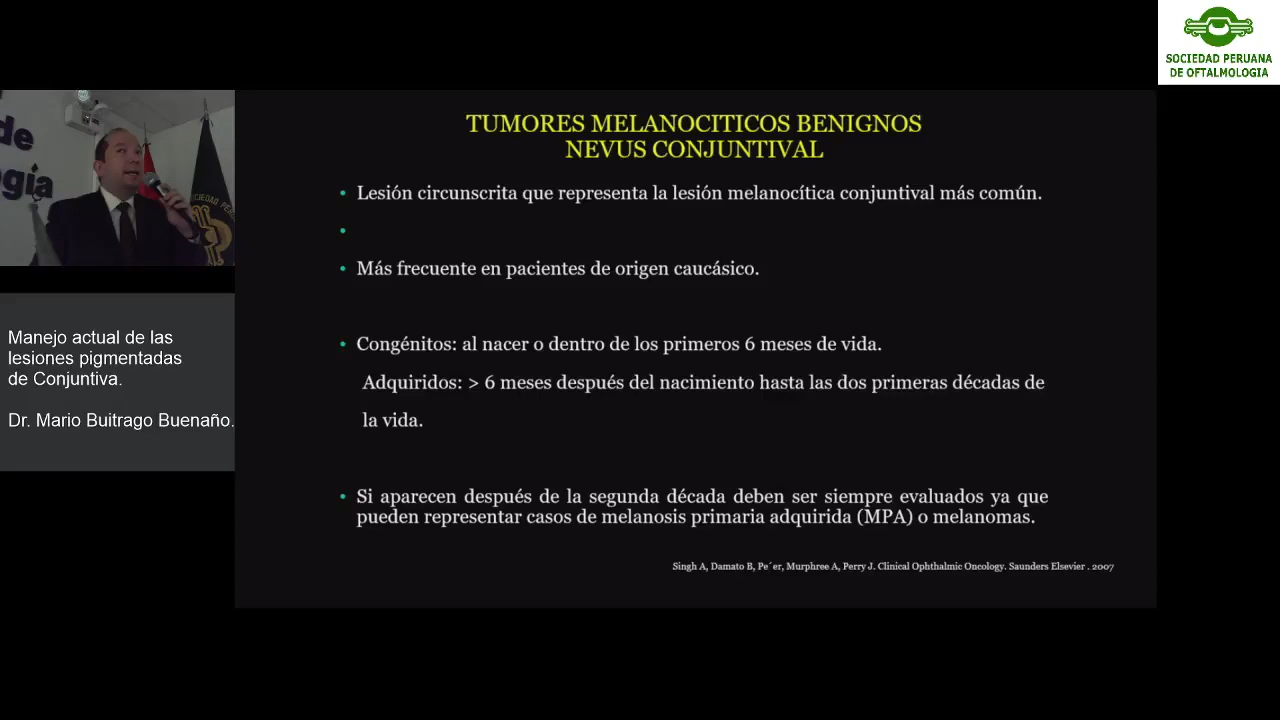 SOCIEDAD PERUANA
DE OFTALMOLOGIA
de
gía
SOCIEDAD PER
TUMORES MELANOCITICOS BENIGNOS
NEVUS CONJUNTIVAL
• Lesión circunscrita que representa la lesión melanocítica conjuntival más común.
•
• Más frecuente en pacientes de origen caucásico.
• Congénitos: al nacer o dentro de los primeros 6 meses de vida.
Adquiridos: > 6 meses después del nacimiento hasta las dos primeras décadas de
la vida.
• Si aparecen después de la segunda década deben ser siempre evaluados ya que
pueden representar casos de melanosis primaria adquirida (MPA) o melanomas.
Singh A, Damato B, Pe´er, Murphree A, Perry J. Clinical Ophthalmic Oncology. Saunders Elsevier . 2007
Manejo actual de las
lesiones pigmentadas
de Conjuntiva.
Dr. Mario Buitrago Buenaño.